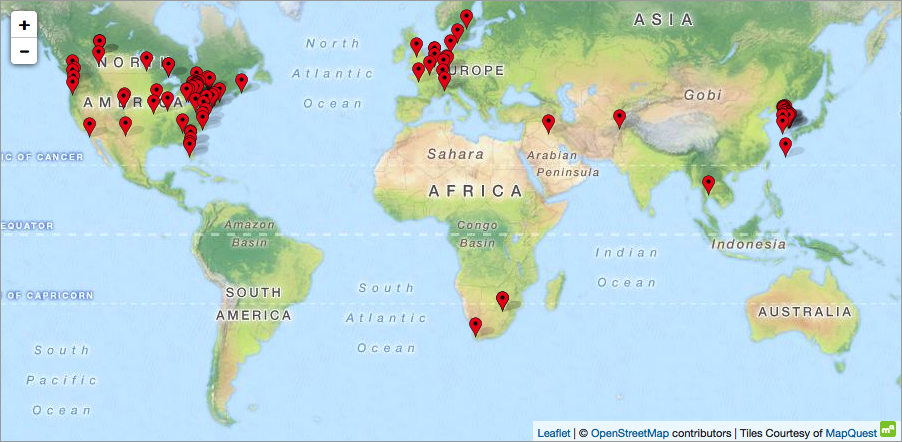 +
−
ASIA
North
Atlantic
Ocean
NORTH
AMERICA
EUROPE
Gobi
Sahara
Arabian
Peninsula
IC OF CANCER
AFRICA
EQUATOR
Amazon
Basin
Congo
Basin
Indian
Ocean
Indonesia
OF CAPRICORN
SOUTH
AMERICA
South
Atlantic
Ocean
AUSTRALIA
South
Pacific
Ocean
Leaflet | © OpenStreetMap contributors | Tiles Courtesy of MapQuest m